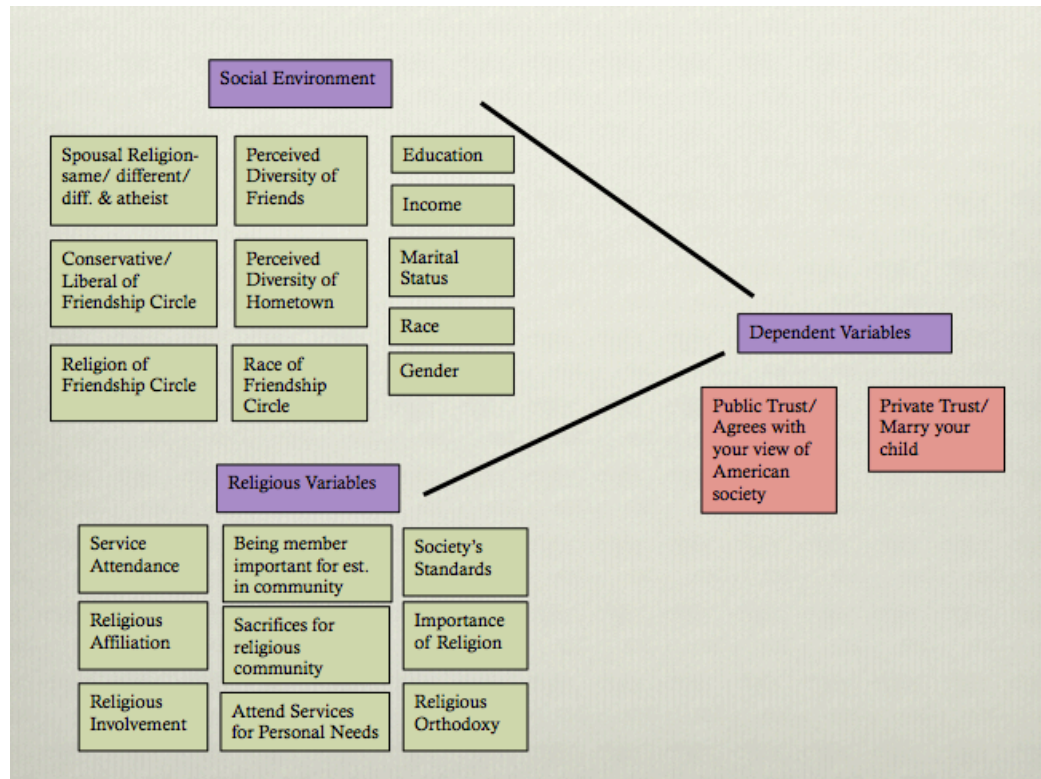 Social Environment
Spousal Religion-
same/ different/
diff. & atheist
Perceived
Diversity of
Friends
Education
Income
Conservative/
Liberal of
Friendship Circle
Perceived
Diversity of
Hometown
Marital
Status
Race
Religion of
Friendship Circle
Race of
Friendship
Circle
Gender
Dependent Variables
Public Trust/
Agrees with
your view of
American
society
Private Trust/
Marry your
child
Religious Variables
Service
Attendance
Being member
important for est.
in community
Society's
Standards
Religious
Affiliation
Sacrifices for
religious
community
Importance
of Religion
Religious
Involvement
Attend Services
for Personal Needs
Religious
Orthodoxy